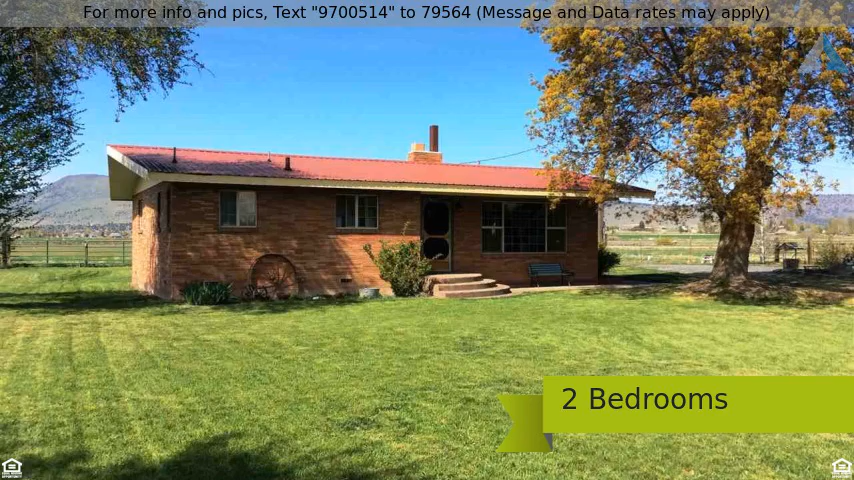 For more info and pics, Text "9700514" to 79564 (Message and Data rates may apply)
2 Bedrooms